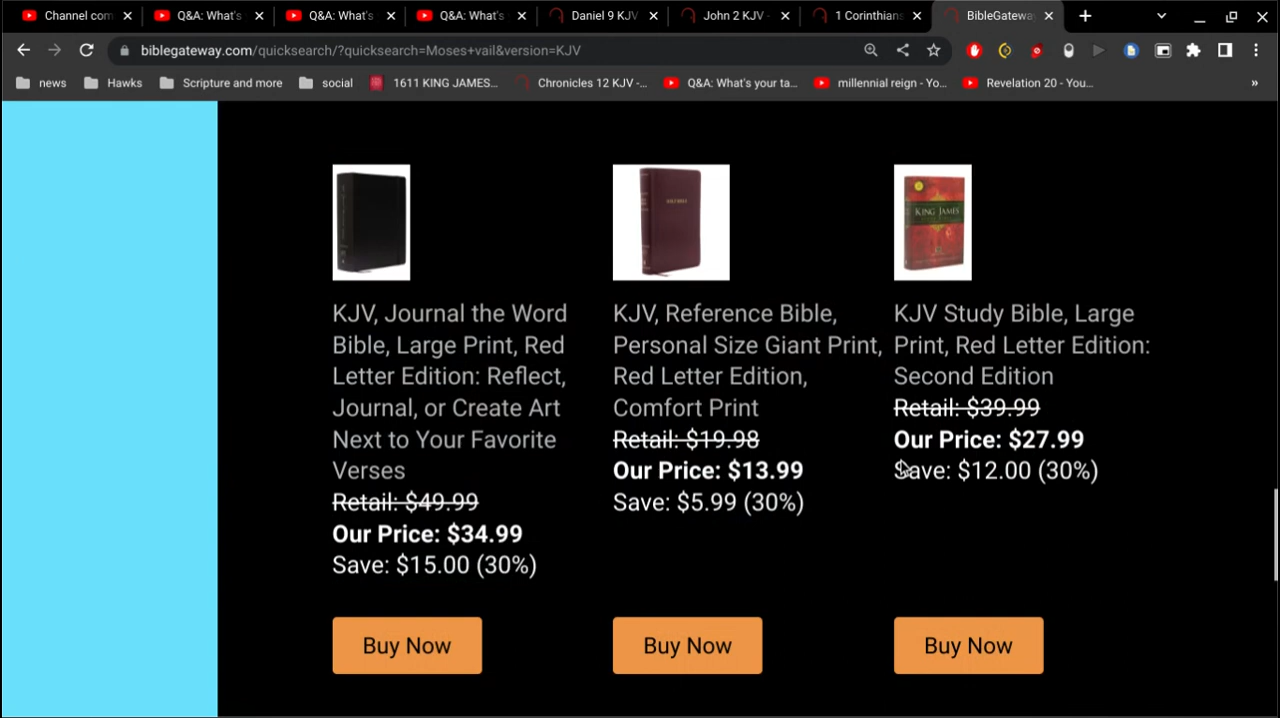 Channel com
Q&A: What's
Q&A: What's
Q&A: What's
Daniel 9 KJV
John 2 KJV -
1 Corinthians
BibleGateway
biblegateway.com/quicksearch/?quicksearch=Moses+vail&version=KJV
news
Hawks
Scripture and more
social
1611 KING JAMES...
Chronicles 12 KJV -...
Q&A: What's your ta...
millennial reign - Yo...
Revelation 20 - You...
»
HOLY BIBLE
KING JAMES
KJV, Journal the Word
Bible, Large Print, Red
Letter Edition: Reflect,
Journal, or Create Art
Next to Your Favorite
Verses
Retail: $49.99
Our Price: $34.99
Save: $15.00 (30%)
Buy Now
KJV, Reference Bible,
Personal Size Giant Print,
Red Letter Edition,
Comfort Print
Retail: $19.98
Our Price: $13.99
Save: $5.99 (30%)
Buy Now
KJV Study Bible, Large
Print, Red Letter Edition:
Second Edition
Retail: $39.99
Our Price: $27.99
Save: $12.00 (30%)
Buy Now